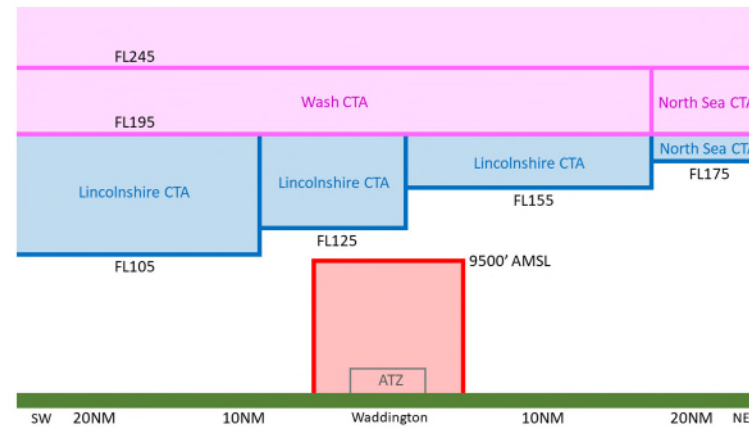 FL245
Wash CTA
North Sea CTA
FL195
North Sea CTA
Lincolnshire CTA
Lincolnshire CTA
Lincolnshire CTA
FL175
FL155
FL125
FL105
9500' AMSL
ATZ
SW 20NM 10NM Waddington 10NM 20NM NE